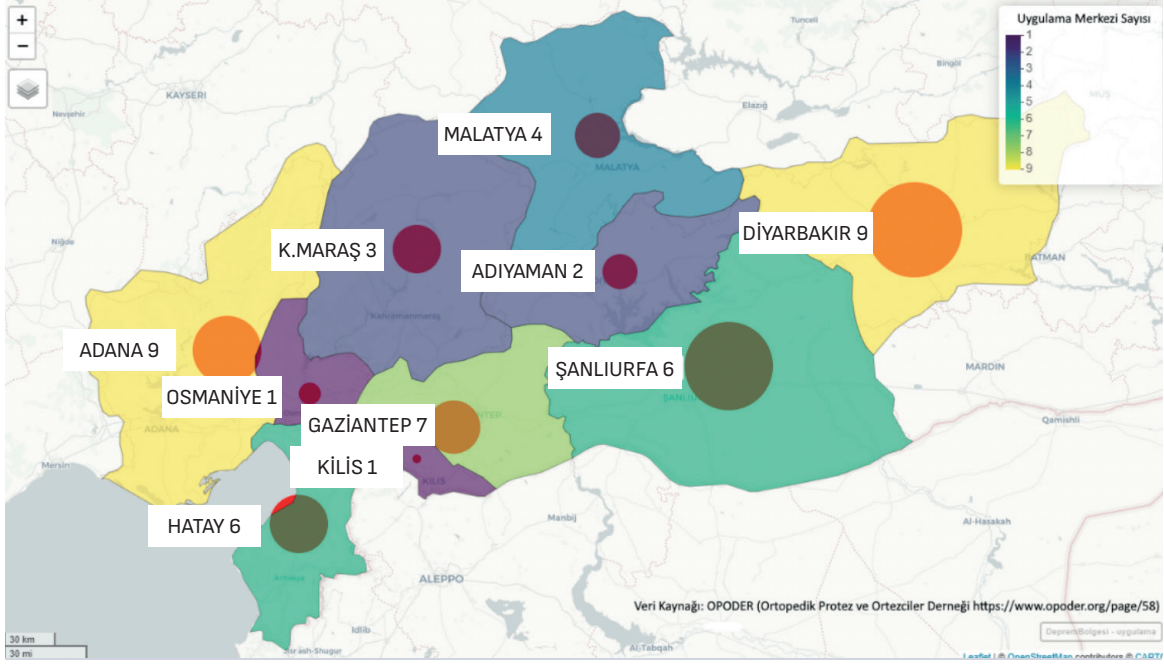 +
−
Uygulama Merkezi Sayısı
1
2
3
4
5
6
7
8
9
Tunceli
Bingöl
MUŞ
KAYSERI
Nevşehir
Elazığ
MALATYA 4
MALATYA
DİYARBAKIR 9
BATMAN
K.MARAŞ 3
ADIYAMAN 2
Niğde
Kahramanmaraş
ADANA 9
ŞANLIURFA 6
MARDIN
OSMANİYE 1
GAZİANTEP 7
ADANA
Qamishli
KİLİS 1
KILIS
Mersin
HATAY 6
Manbij
Al-Hasakah
Antakya
ALEPPO
Idlib
Veri Kaynağı: OPODER (Ortopedik Protez ve Ortezciler Derneği https://www.opoder.org/page/58)
DepremBolgesi - uygulama
30 km
30 mi
Al-Tabqah
Leaflet | © OpenStreetMap contributors © CART